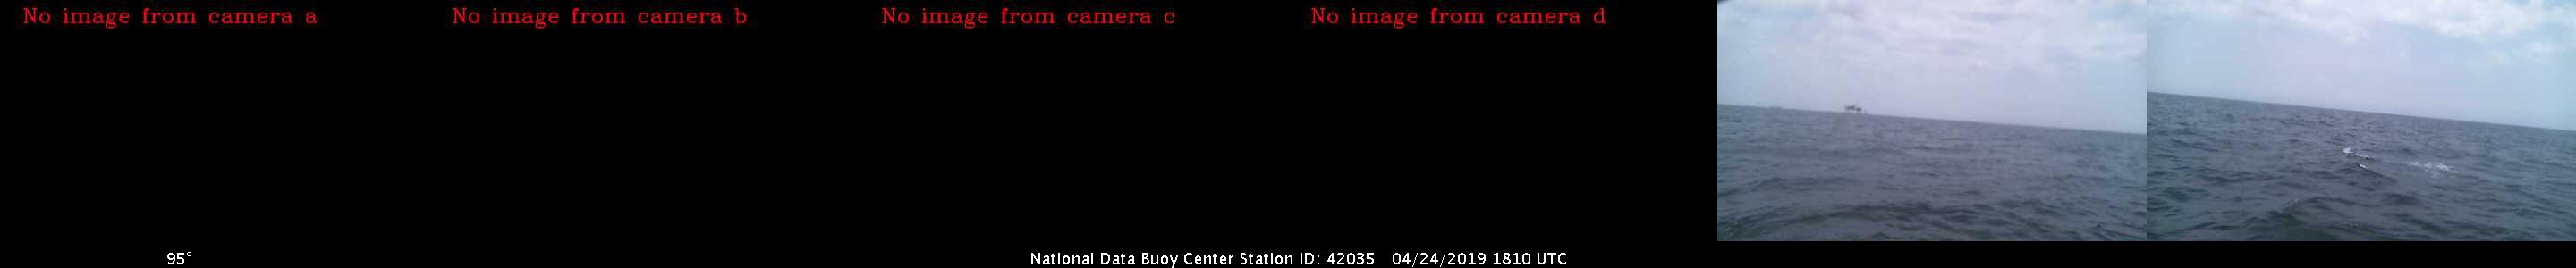 No image from camera a
No image from camera b
No image from camera c
No image from camera d
95°
National Data Buoy Center Station ID: 42035 04/24/2019 1810 UTC